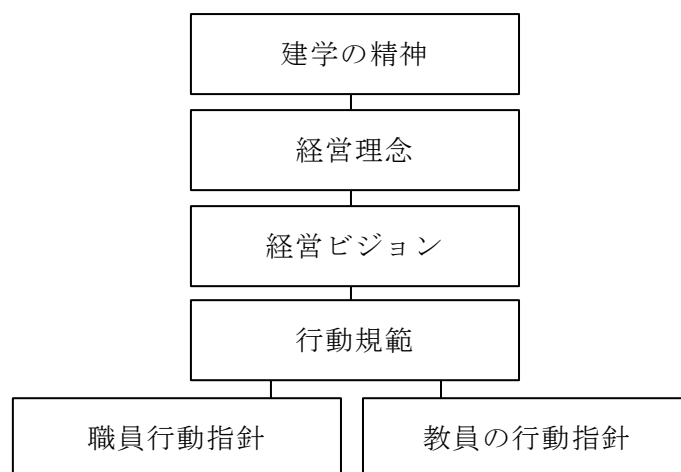 建学の精神
経営理念
経営ビジョン
行動規範
職員行動指針
教員の行動指針